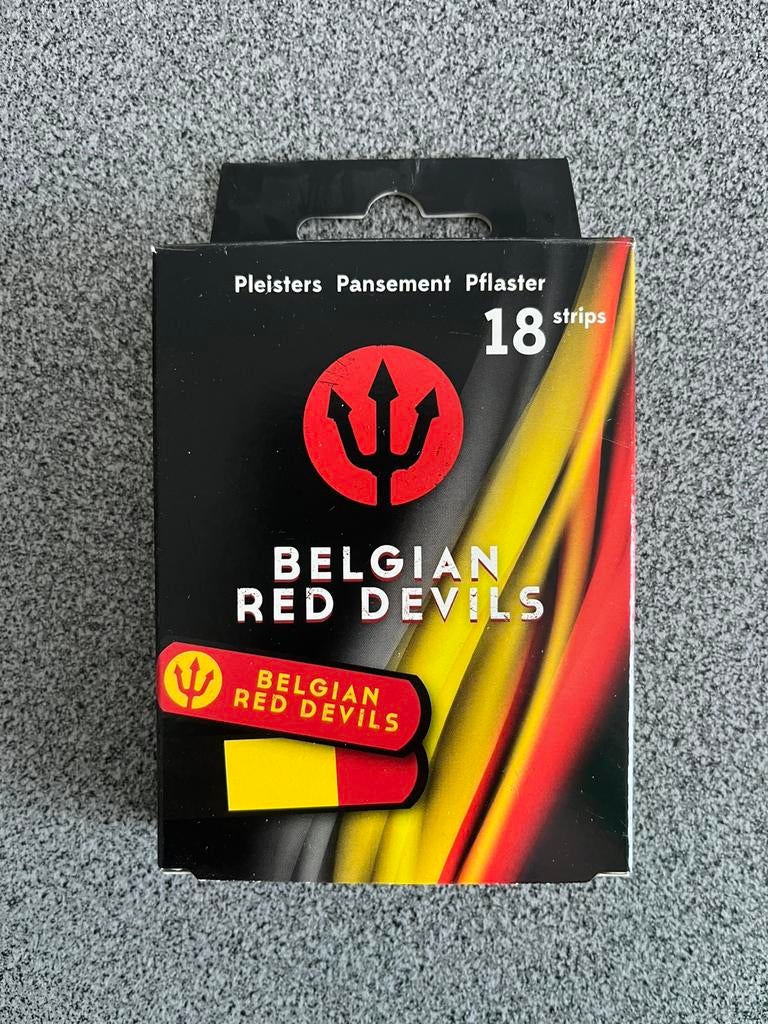 Pleisters Pansement Pflaster
18 strips
BELGIAN
RED DEViLS
BELGIAN
RED DEViLS